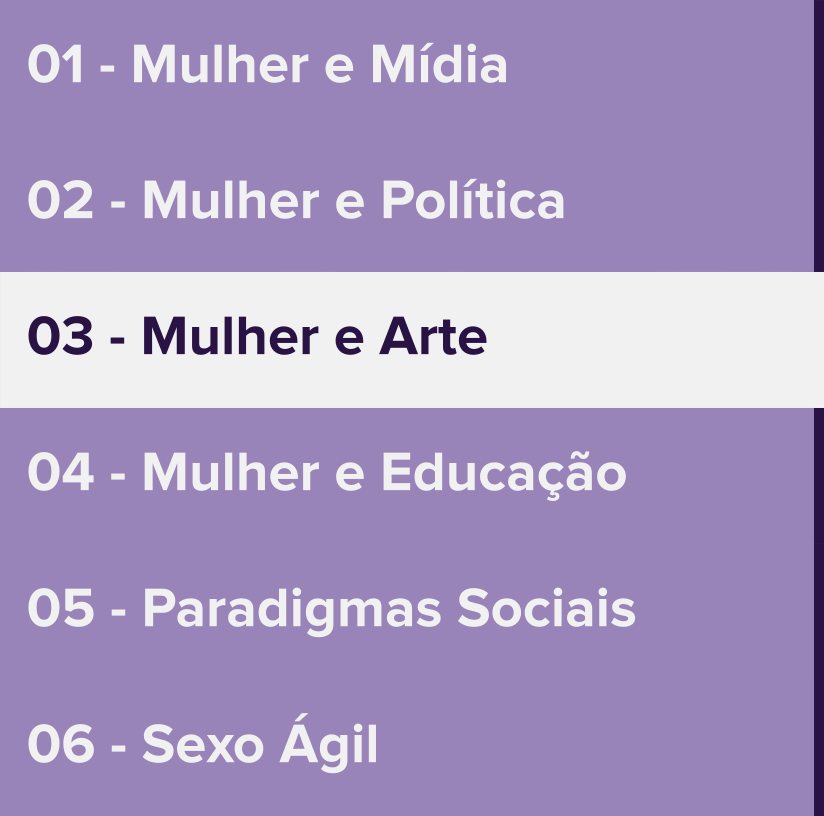 01 - Mulher e Mídia
02 - Mulher e Política
03 - Mulher e Arte
04 - Mulher e Educação
05 - Paradigmas Sociais
06 - Sexo Ágil